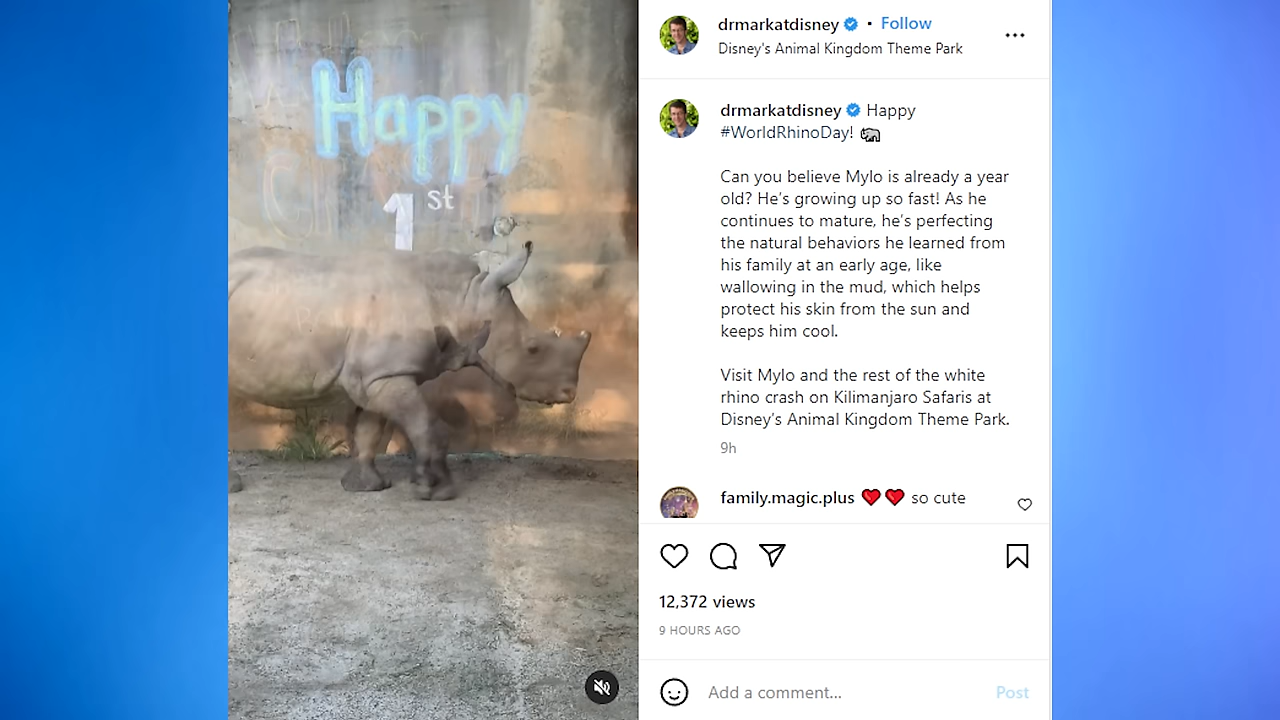 Happy
1st
drmarkatdisney • Follow
Disney's Animal Kingdom Theme Park
drmarkatdisney Happy
#WorldRhinoDay! 🦏
Can you believe Mylo is already a year
old? He's growing up so fast! As he
continues to mature, he's perfecting
the natural behaviors he learned from
his family at an early age, like
wallowing in the mud, which helps
protect his skin from the sun and
keeps him cool.
Visit Mylo and the rest of the white
rhino crash on Kilimanjaro Safaris at
Disney's Animal Kingdom Theme Park.
9h
family.magic.plus ❤️❤️ so cute
12,372 views
9 HOURS AGO
Add a comment... Post